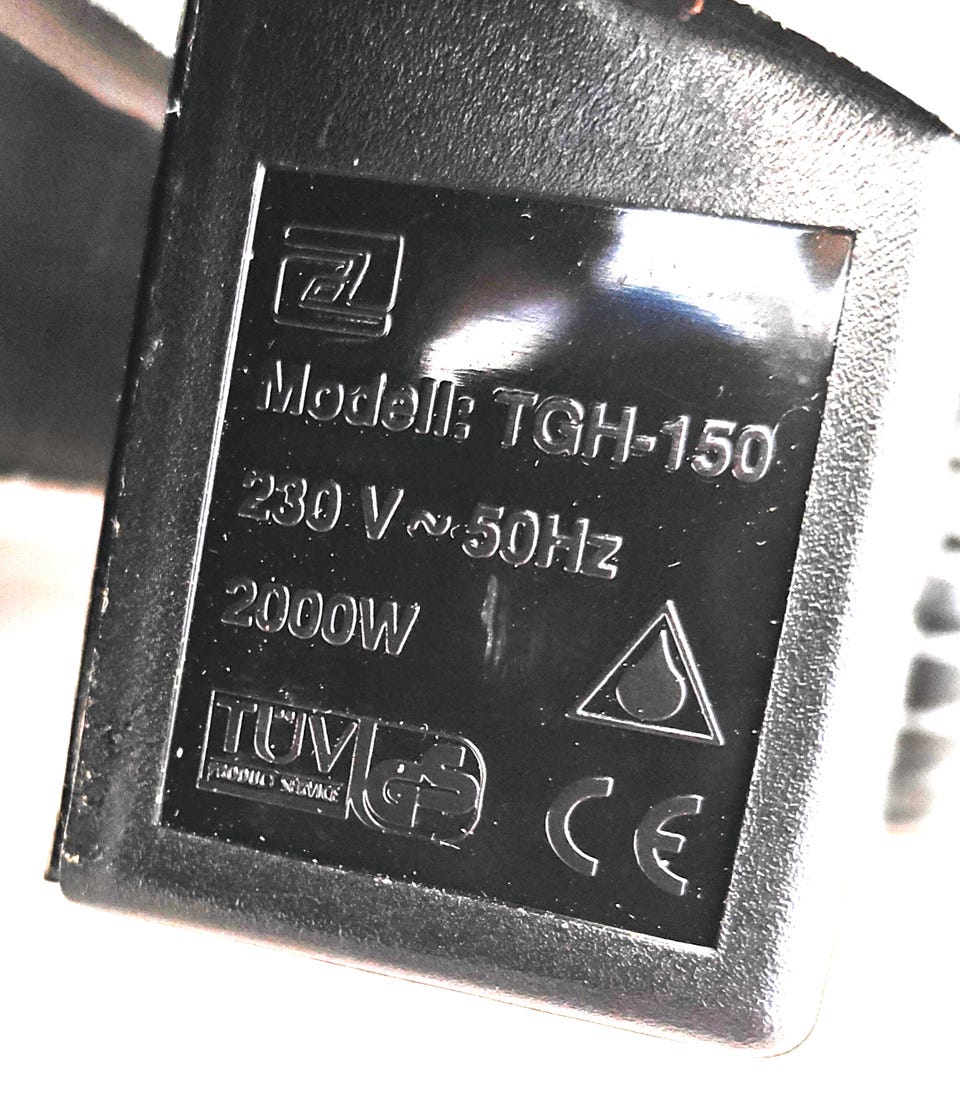 Modell: TGH-150
230 V ~ 50Hz
2000W
TÜV
PRODUCT SERVICE
GS
CE